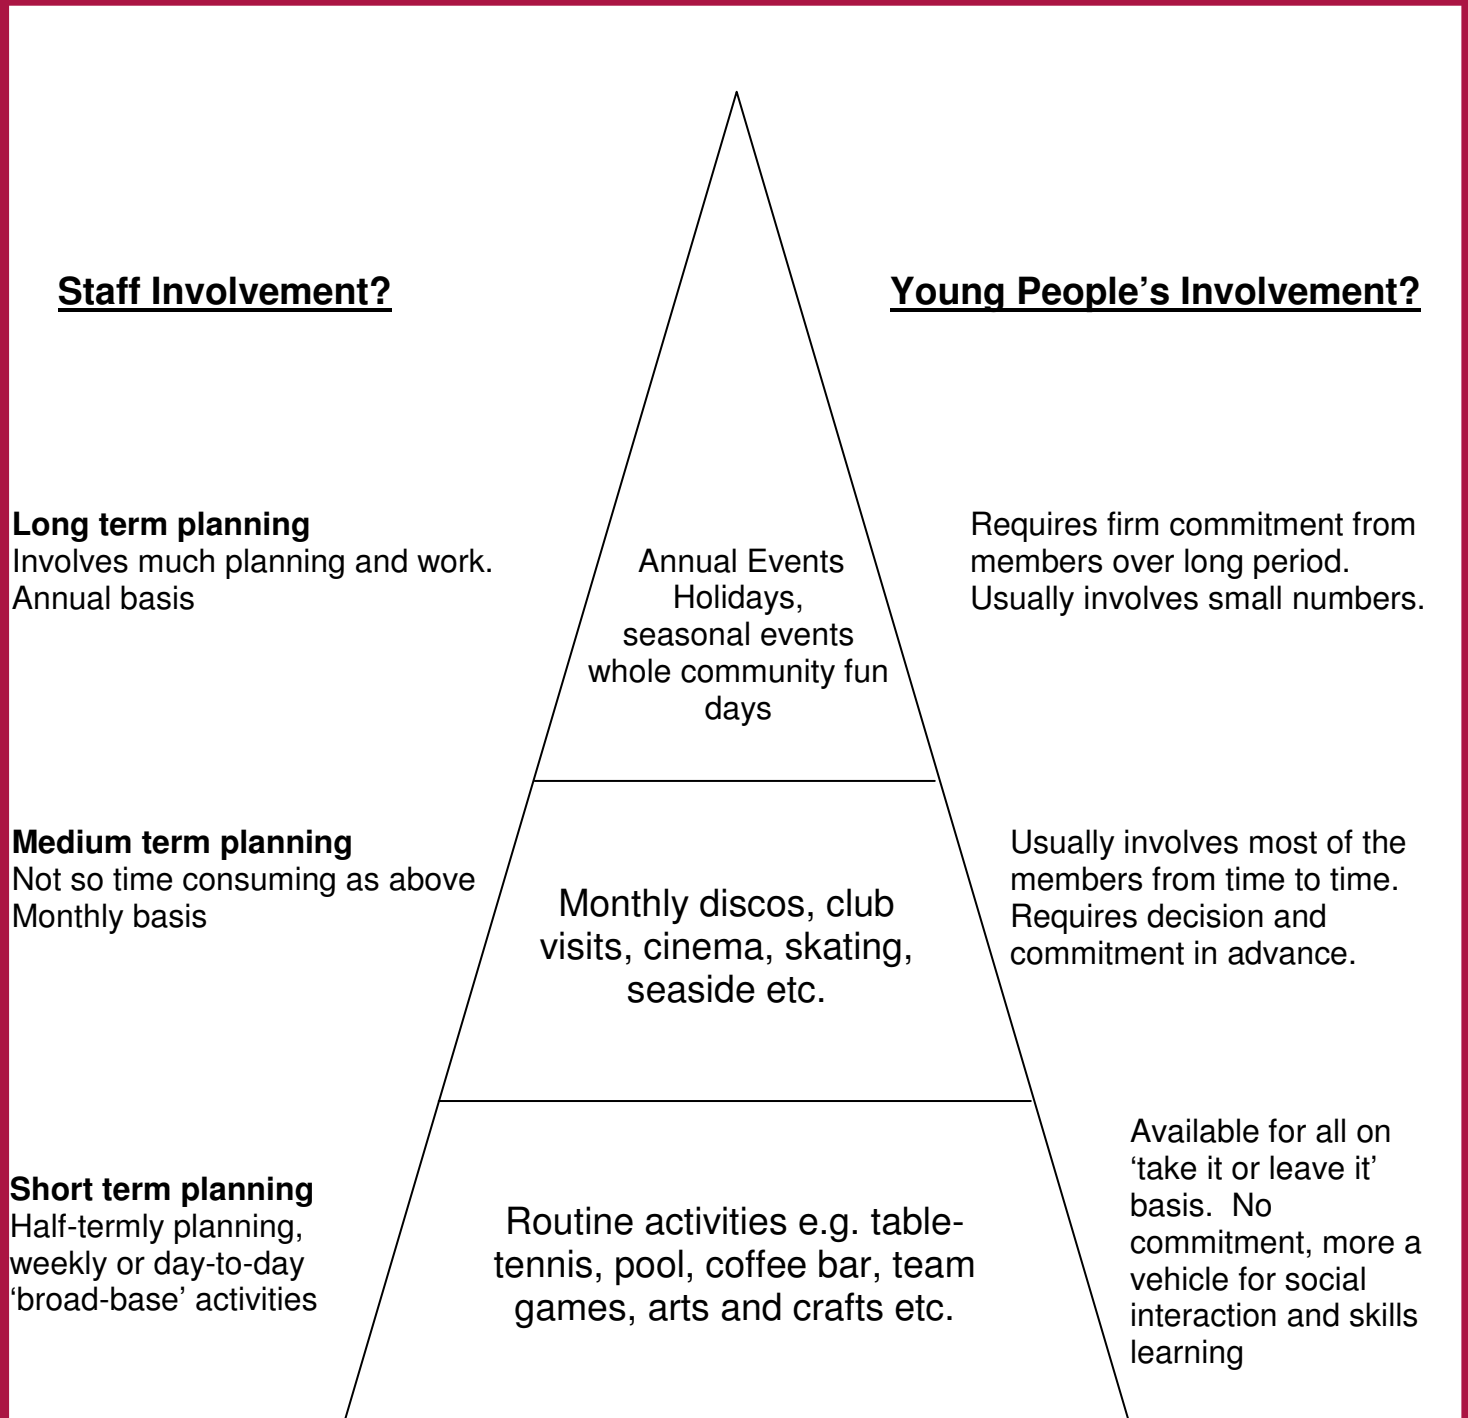 Staff Involvement?
Young People’s Involvement?
Long term planning
Involves much planning and work.
Annual basis
Annual Events
Holidays,
seasonal events
whole community fun
days
Requires firm commitment from
members over long period.
Usually involves small numbers.
Medium term planning
Not so time consuming as above
Monthly basis
Monthly discos, club
visits, cinema, skating,
seaside etc.
Usually involves most of the
members from time to time.
Requires decision and
commitment in advance.
Short term planning
Half-termly planning,
weekly or day-to-day
‘broad-base’ activities
Routine activities e.g. table-
tennis, pool, coffee bar, team
games, arts and crafts etc.
Available for all on
‘take it or leave it’
basis.  No
commitment, more a
vehicle for social
interaction and skills
learning